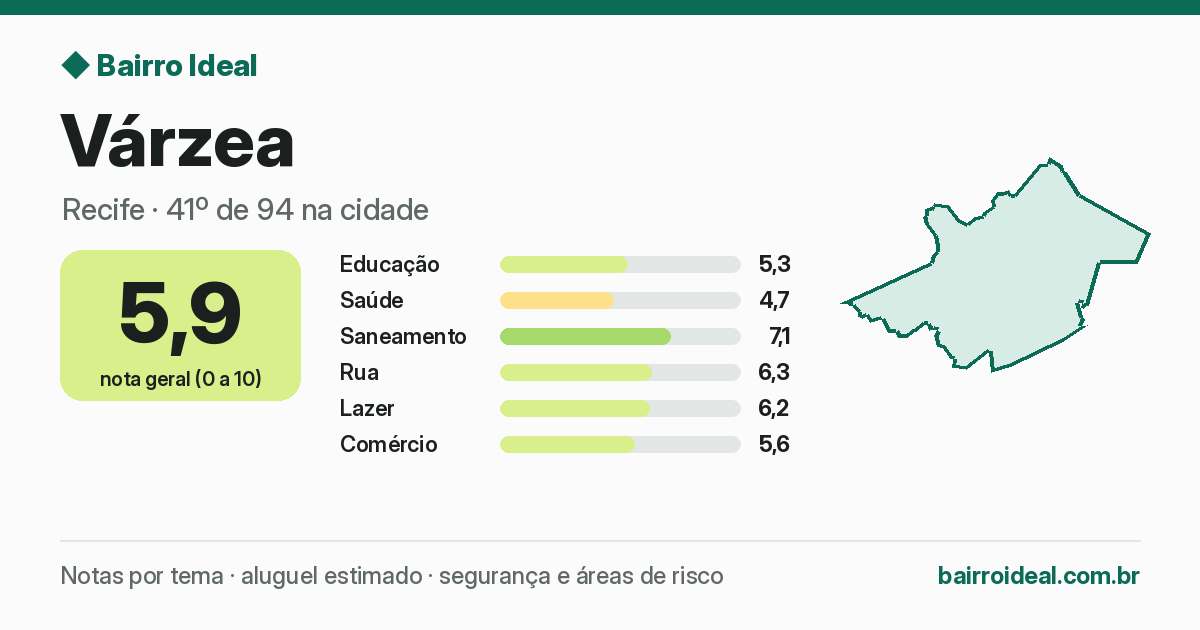 Bairro Ideal
Várzea
Recife · 41º de 94 na cidade
5,9
nota geral (0 a 10)
Educação 5,3
Saúde 4,7
Saneamento 7,1
Rua 6,3
Lazer 6,2
Comércio 5,6
Notas por tema · aluguel estimado · segurança e áreas de risco
bairroideal.com.br